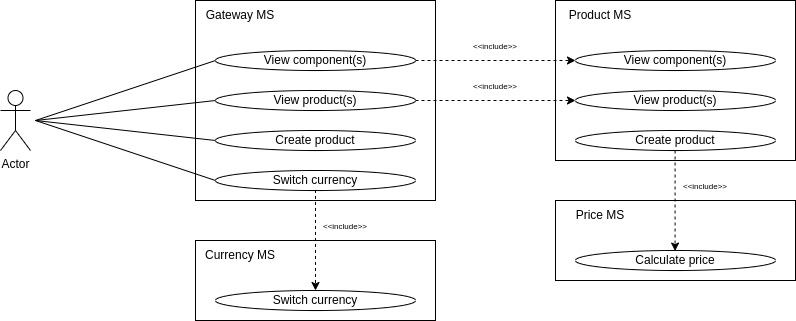 Gateway MS
Product MS
View component(s)
<<include>>
View component(s)
View product(s)
<<include>>
View product(s)
Actor
Create product
Create product
Switch currency
<<include>>
Price MS
<<include>>
Currency MS
Calculate price
Switch currency